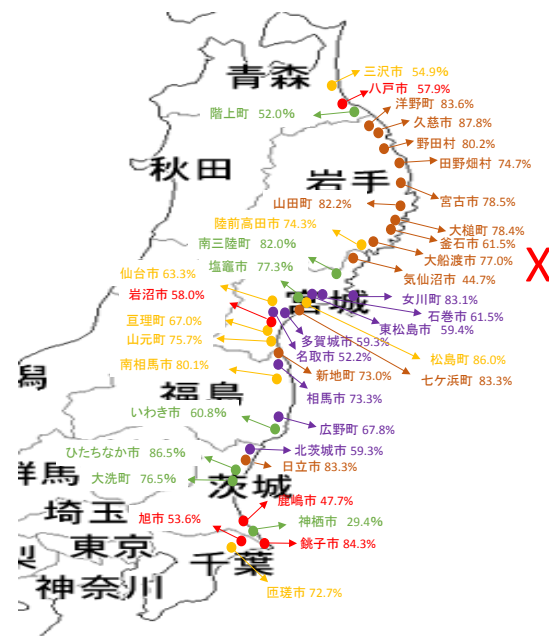 青森
三沢市 54.9%
八戸市 57.9%
階上町 52.0%
洋野町 83.6%
久慈市 87.8%
野田村 80.2%
田野畑村 74.7%
秋田
岩手
宮古市 78.5%
山田町 82.2%
大槌町 78.4%
陸前高田市 74.3%
釜石市 61.5%
南三陸町 82.0%
大船渡市 77.0%
X
塩竈市 77.3%
仙台市 63.3%
気仙沼市 44.7%
岩沼市 58.0%
宮城
女川町 83.1%
石巻市 61.5%
亘理町 67.0%
東松島市 59.4%
山元町 75.7%
多賀城市 59.3%
名取市 52.2%
松島町 86.0%
南相馬市 80.1%
新地町 73.0%
七ケ浜町 83.3%
潟
福島
相馬市 73.3%
いわき市 60.8%
広野町 67.8%
ひたちなか市 86.5%
北茨城市 59.3%
日立市 83.3%
群馬
大洗町 76.5%
茨城
鹿嶋市 47.7%
埼玉
旭市 53.6%
神栖市 29.4%
東京
銚子市 84.3%
千葉
梨
神奈川
匝瑳市 72.7%